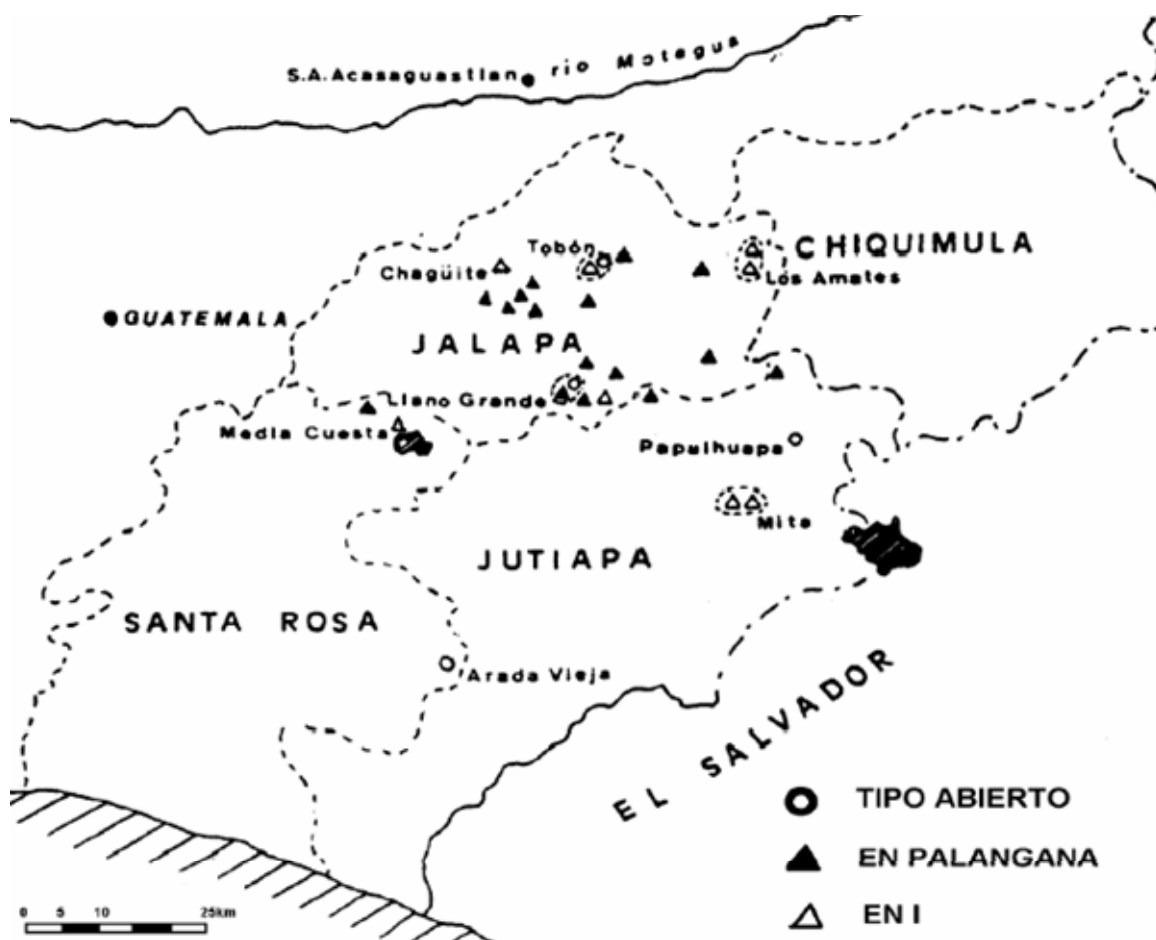 S.A.Acasaguastlan
rio Motagua
CHIQUIMULA
Tobón
Chagüite
Los Amates
GUATEMALA
JALAPA
Llano Grande
Media Cuesta
Papalhuapa
Mita
JUTIAPA
SANTA ROSA
Arada Vieja
EL SALVADOR
TIPO ABIERTO
EN PALANGANA
EN I
0 5 10 25km